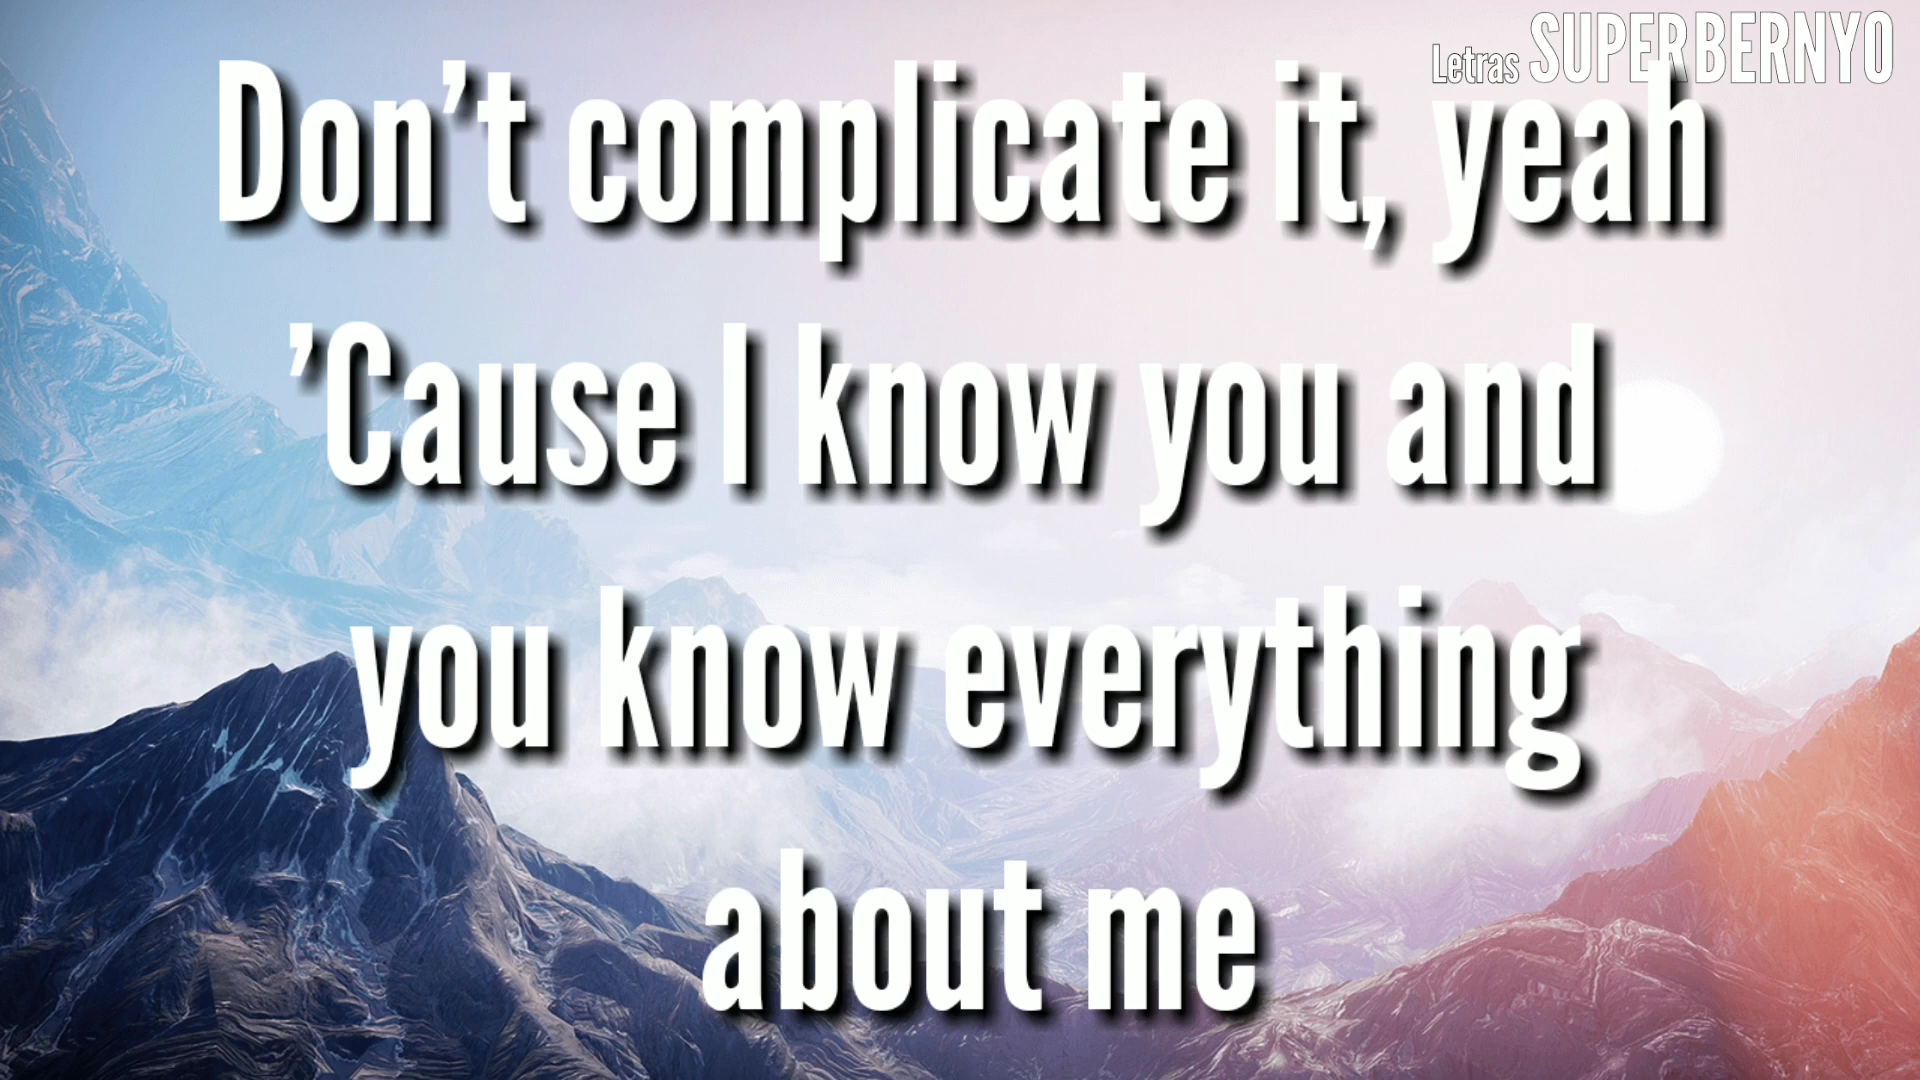 Letras SUPERBERNYO
Don’t complicate it, yeah
’Cause I know you and
you know everything
about me